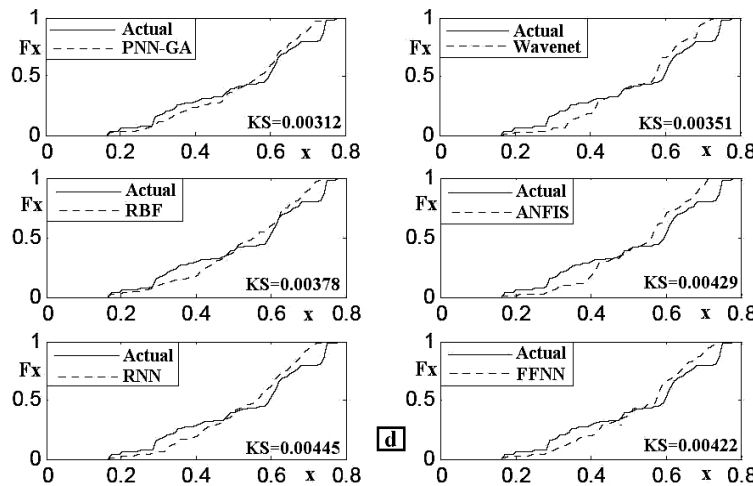 Fx
1
0.5
0
Actual
PNN-GA
KS=0.00312
0 0.2 0.4 0.6 0.8
x
1
0.5
0
Actual
Wavenet
KS=0.00351
0 0.2 0.4 0.6 0.8
x
Fx
1
0.5
0
Actual
RBF
KS=0.00378
0 0.2 0.4 0.6 0.8
x
Fx
1
0.5
0
Actual
ANFIS
KS=0.00429
0 0.2 0.4 0.6 0.8
x
Fx
1
0.5
0
Actual
RNN
KS=0.00445
0 0.2 0.4 0.6 0.8
x
d
Fx
1
0.5
0
Actual
FFNN
KS=0.00422
0 0.2 0.4 0.6 0.8
x